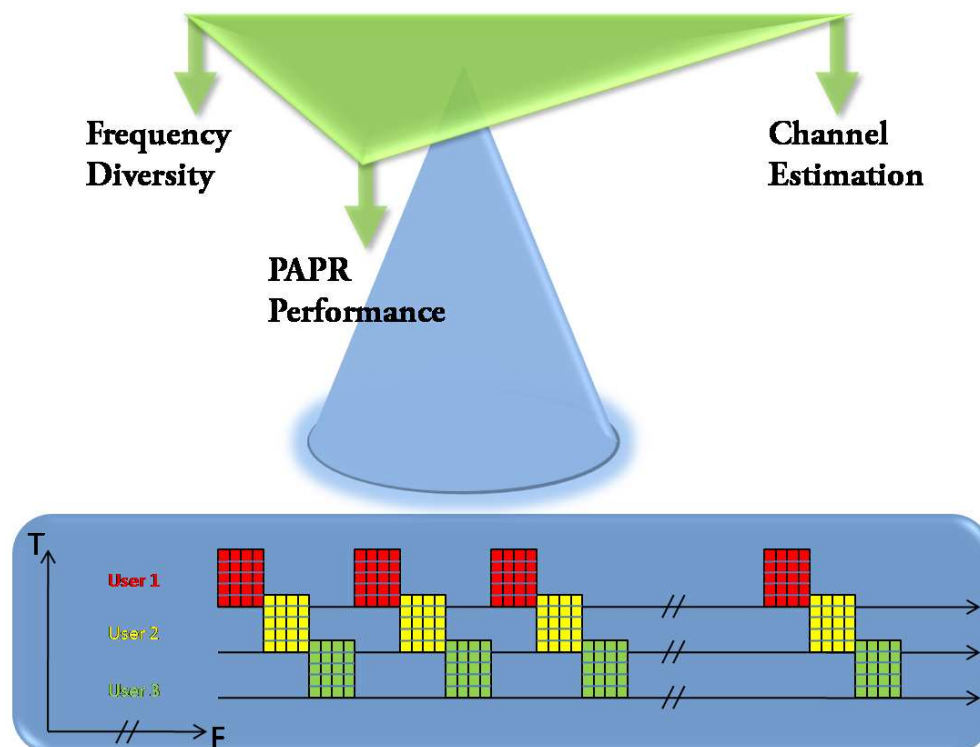 Frequency
Diversity
Channel
Estimation
PAPR
Performance
T
User 1
User 2
User 3
F